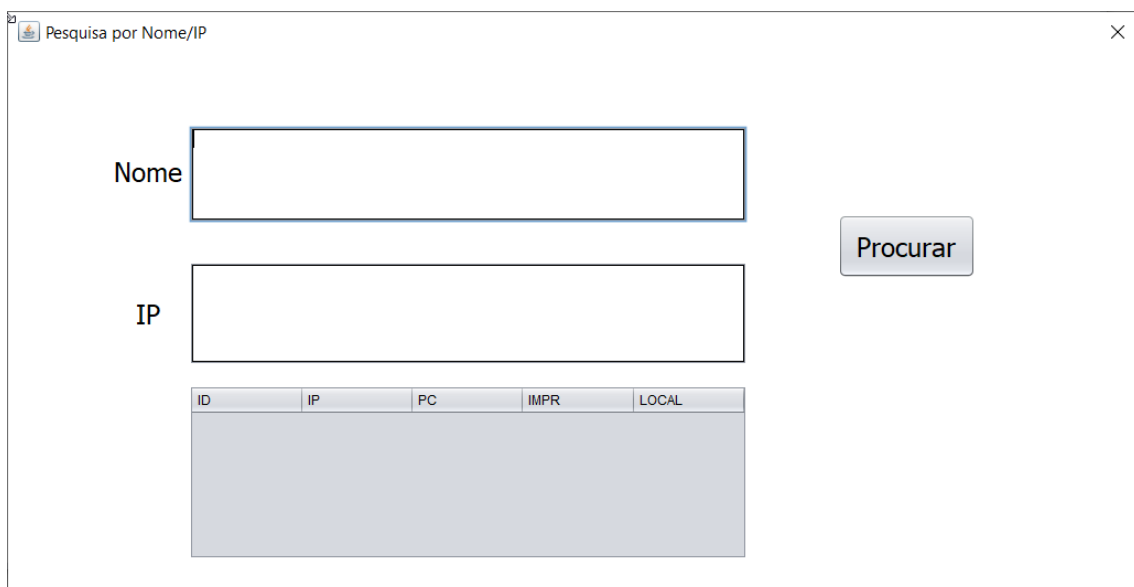 Pesquisa por Nome/IP
Nome
Procurar
IP
ID IP PC IMPR LOCAL